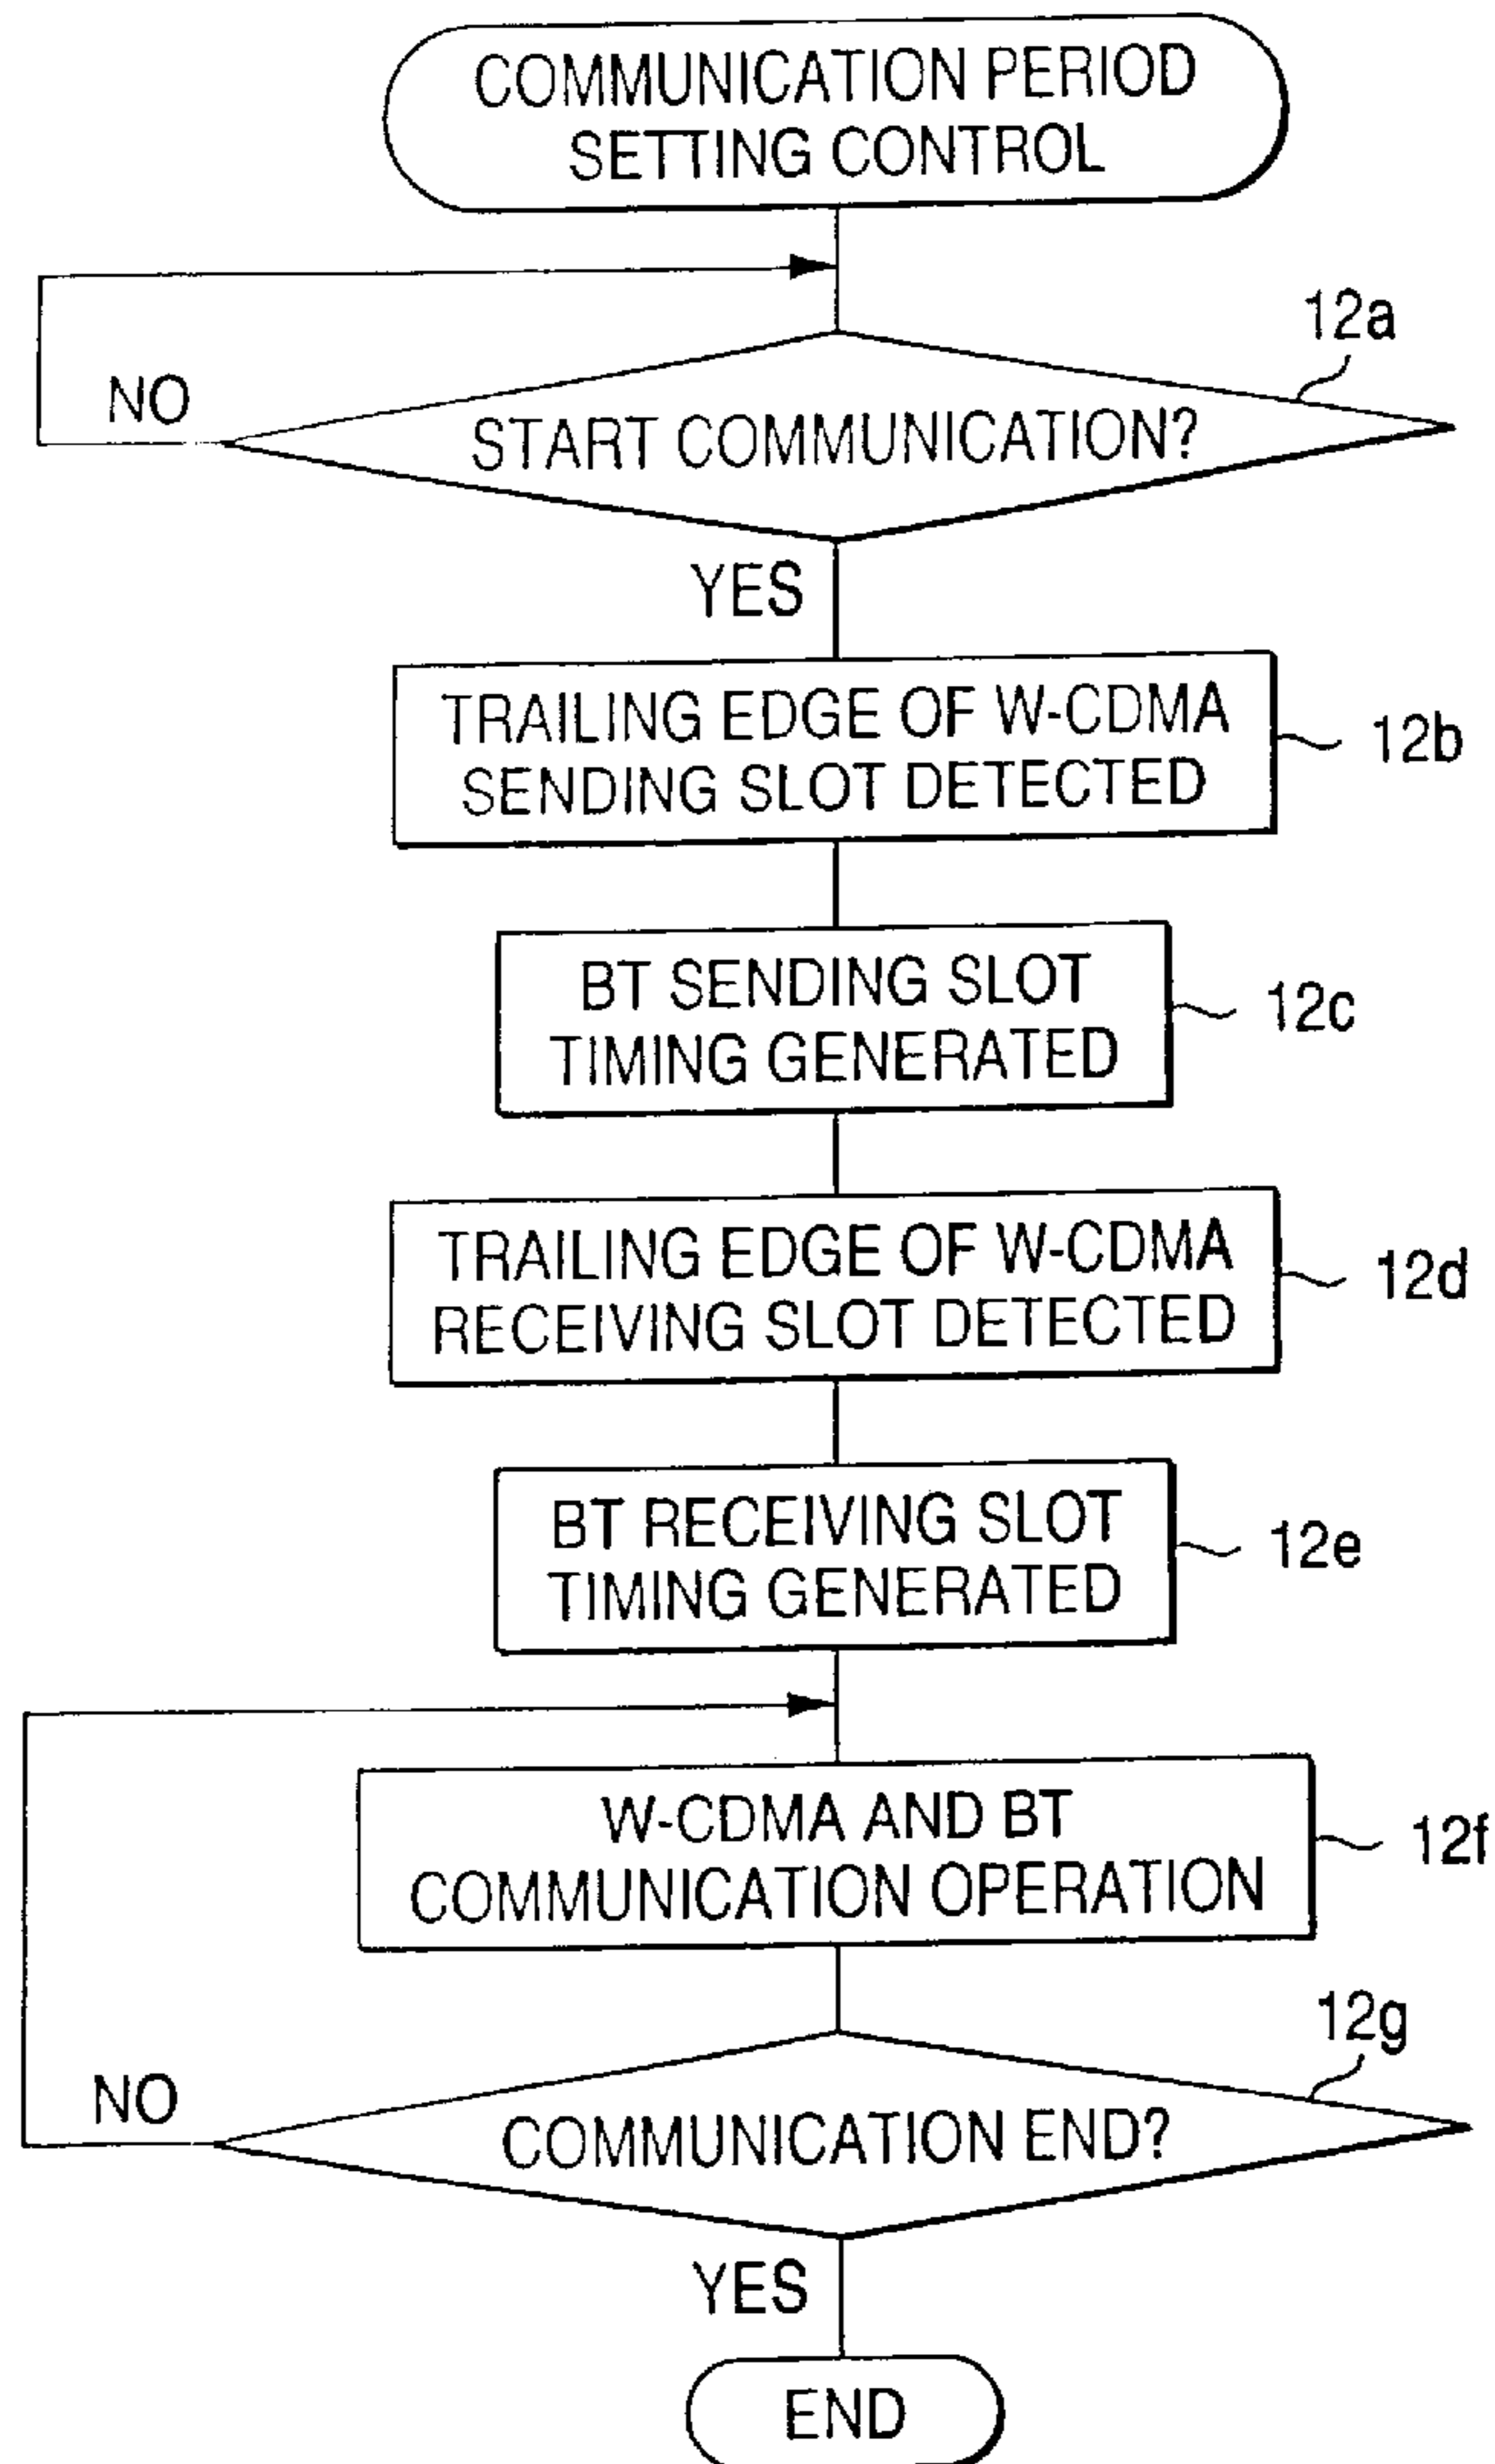 COMMUNICATION PERIOD
SETTING CONTROL
12a
NO
START COMMUNICATION?
YES
TRAILING EDGE OF W-CDMA
SENDING SLOT DETECTED
12b
BT SENDING SLOT
TIMING GENERATED
12c
TRAILING EDGE OF W-CDMA
RECEIVING SLOT DETECTED
12d
BT RECEIVING SLOT
TIMING GENERATED
12e
W-CDMA AND BT
COMMUNICATION OPERATION
12f
12g
NO
COMMUNICATION END?
YES
END